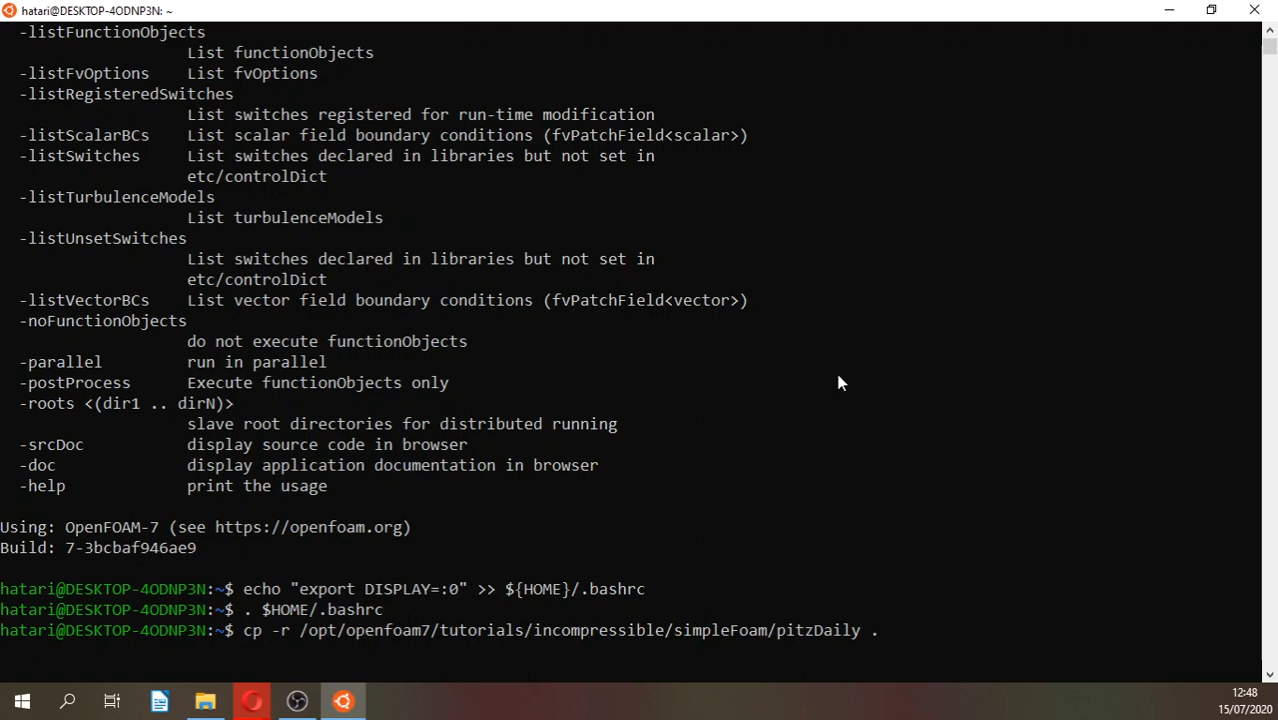 hatari@DESKTOP-4ODNP3N: ~
-listFunctionObjects
List functionObjects
-listFvOptions    List fvOptions
-listRegisteredSwitches
List switches registered for run-time modification
-listScalarBCs    List scalar field boundary conditions (fvPatchField<scalar>)
-listSwitches     List switches declared in libraries but not set in
etc/controlDict
-listTurbulenceModels
List turbulenceModels
-listUnsetSwitches
List switches declared in libraries but not set in
etc/controlDict
-listVectorBCs    List vector field boundary conditions (fvPatchField<vector>)
-noFunctionObjects
do not execute functionObjects
-parallel         run in parallel
-postProcess      Execute functionObjects only
-roots <(dir1 .. dirN)>
slave root directories for distributed running
-srcDoc           display source code in browser
-doc              display application documentation in browser
-help             print the usage
Using: OpenFOAM-7 (see https://openfoam.org)
Build: 7-3bcbaf946ae9
hatari@DESKTOP-4ODNP3N:~$ echo "export DISPLAY=:0" >> ${HOME}/.bashrc
hatari@DESKTOP-4ODNP3N:~$ . $HOME/.bashrc
hatari@DESKTOP-4ODNP3N:~$ cp -r /opt/openfoam7/tutorials/incompressible/simpleFoam/pitzDaily .
12:48
15/07/2020